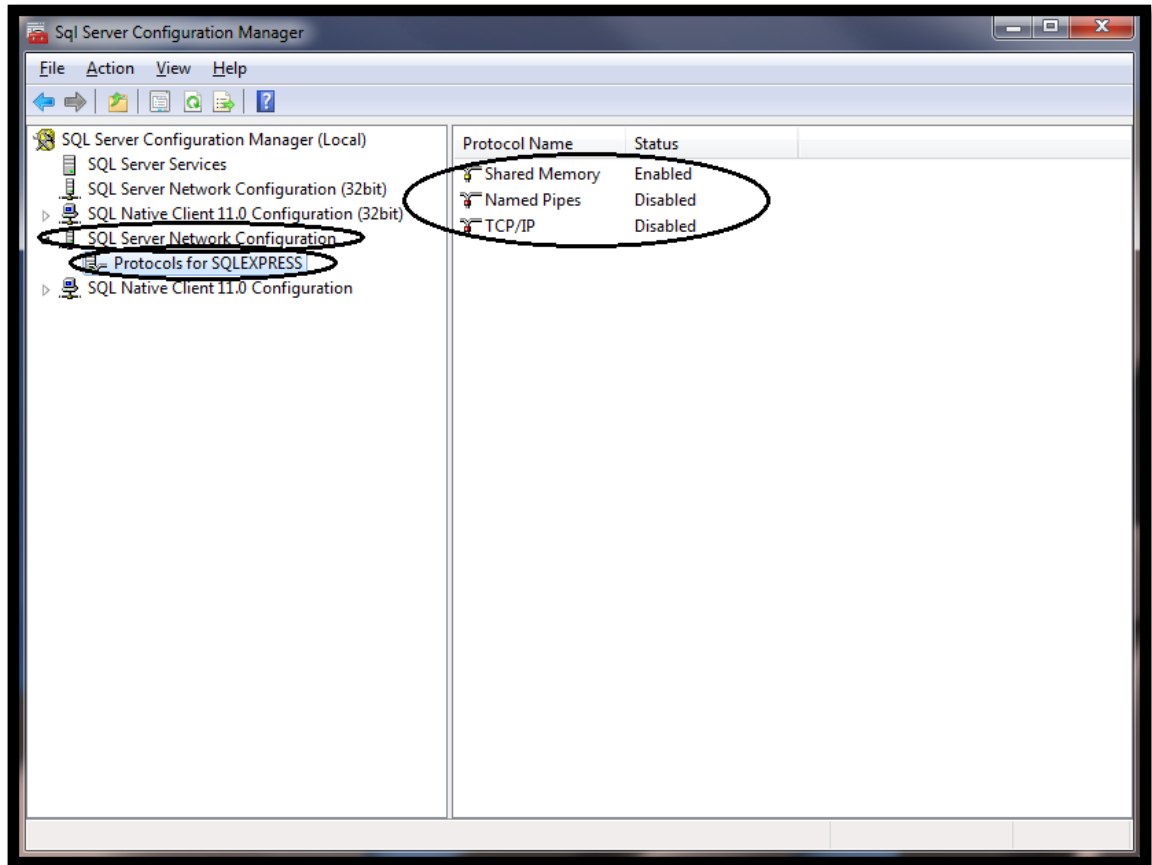 Sql Server Configuration Manager
File Action View Help
SQL Server Configuration Manager (Local)
SQL Server Services
SQL Server Network Configuration (32bit)
SQL Native Client 11.0 Configuration (32bit)
SQL Server Network Configuration
Protocols for SQLEXPRESS
SQL Native Client 11.0 Configuration
Protocol Name Status
Shared Memory Enabled
Named Pipes Disabled
TCP/IP Disabled